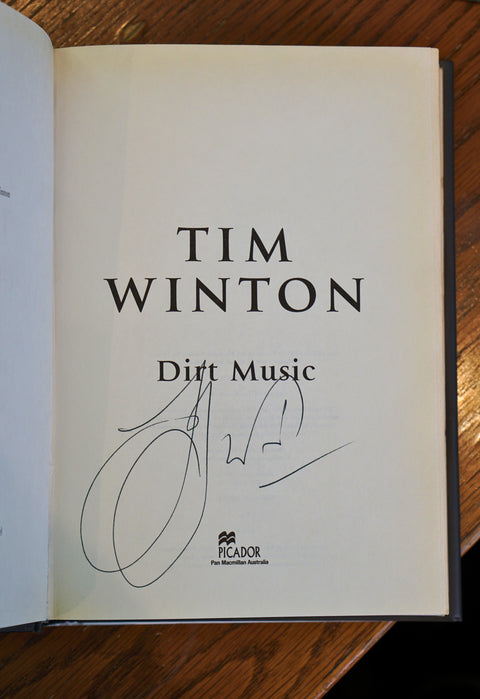 TIM
WINTON
Dirt Music
PICADOR
Pan Macmillan Australia